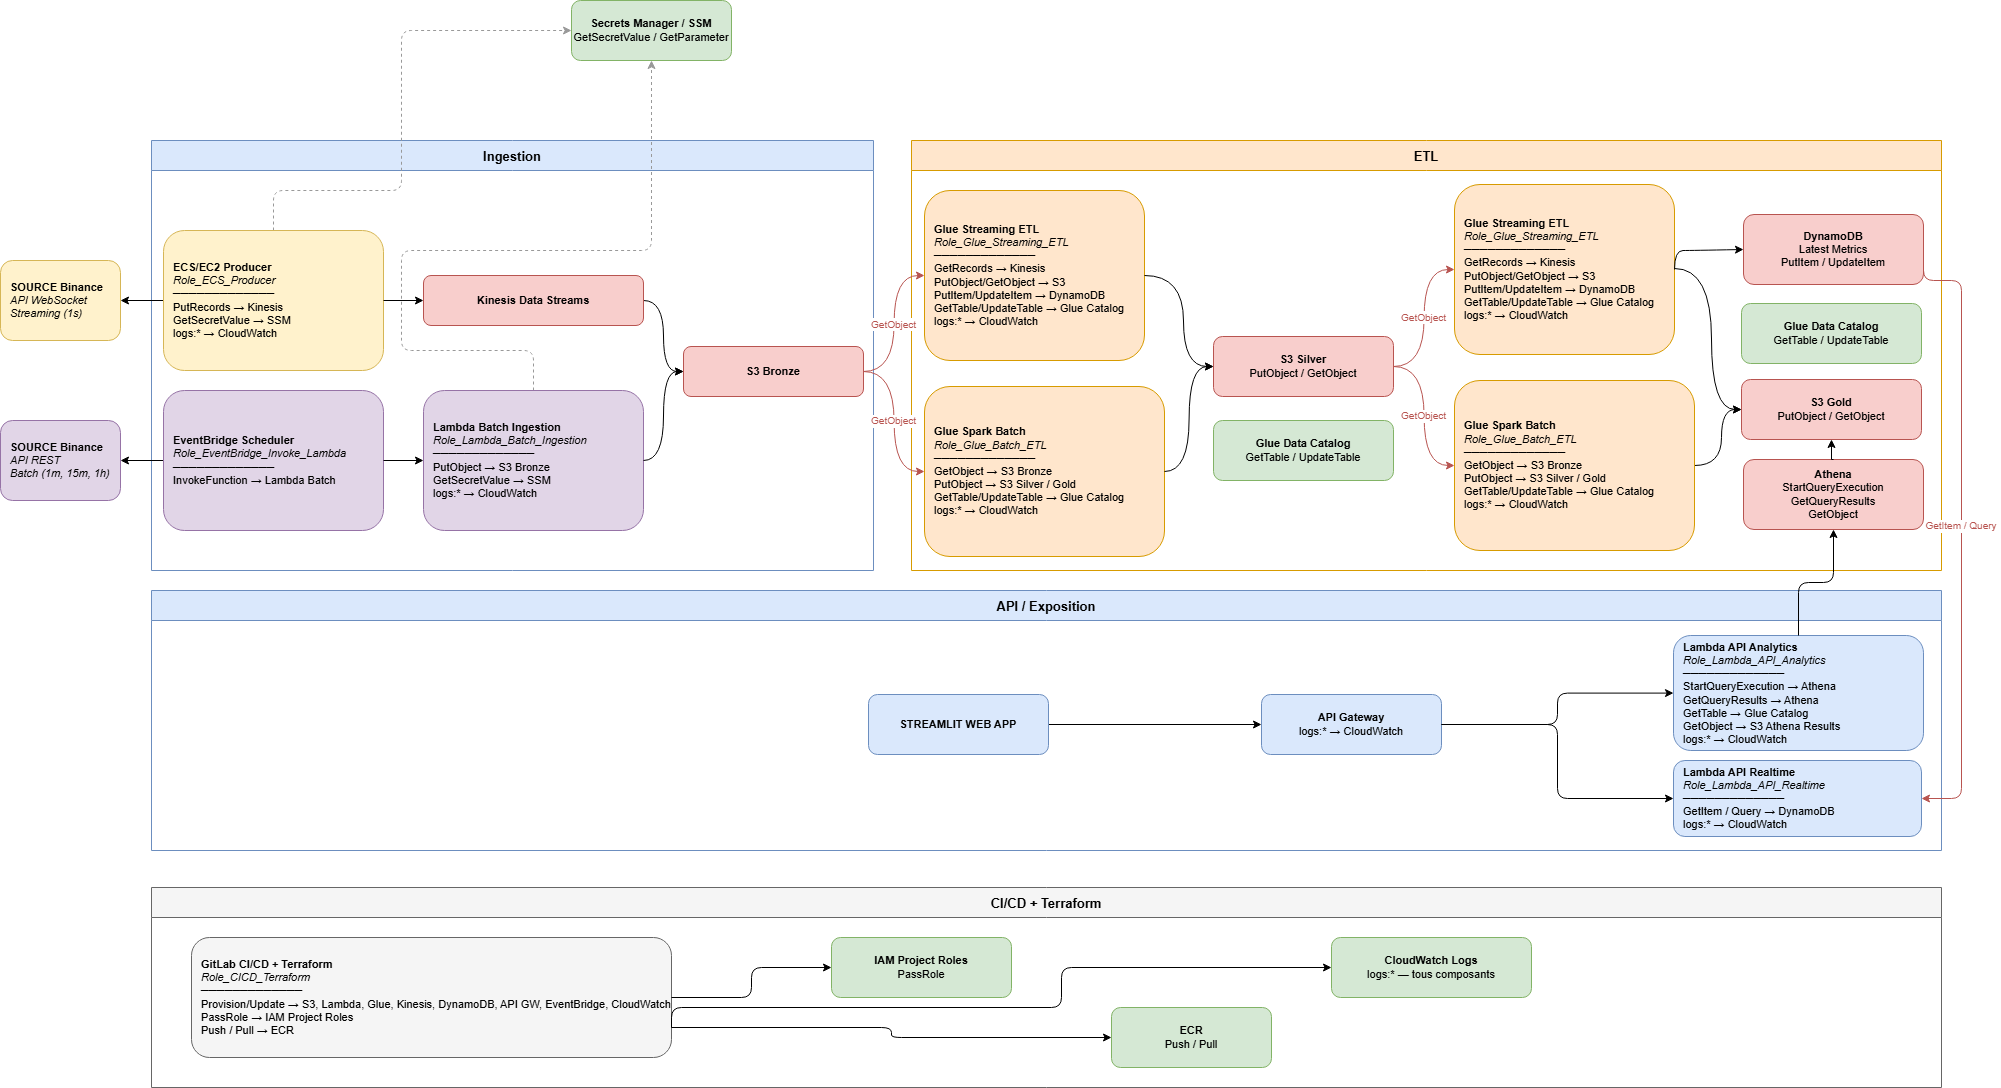 Secrets Manager / SSM
GetSecretValue / GetParameter
Ingestion
SOURCE Binance
API WebSocket
Streaming (1s)
ECS/EC2 Producer
Role_ECS_Producer
PutRecords → Kinesis
GetSecretValue → SSM
logs:* → CloudWatch
Kinesis Data Streams
SOURCE Binance
API REST
Batch (1m, 15m, 1h)
EventBridge Scheduler
Role_EventBridge_Invoke_Lambda
InvokeFunction → Lambda Batch
Lambda Batch Ingestion
Role_Lambda_Batch_Ingestion
PutObject → S3 Bronze
GetSecretValue → SSM
logs:* → CloudWatch
S3 Bronze
GetObject
GetObject
ETL
Glue Streaming ETL
Role_Glue_Streaming_ETL
GetRecords → Kinesis
PutObject/GetObject → S3
PutItem/UpdateItem → DynamoDB
GetTable/UpdateTable → Glue Catalog
logs:* → CloudWatch
Glue Spark Batch
Role_Glue_Batch_ETL
GetObject → S3 Bronze
PutObject → S3 Silver / Gold
GetTable/UpdateTable → Glue Catalog
logs:* → CloudWatch
S3 Silver
PutObject / GetObject
Glue Data Catalog
GetTable / UpdateTable
GetObject
GetObject
Glue Streaming ETL
Role_Glue_Streaming_ETL
GetRecords → Kinesis
PutObject/GetObject → S3
PutItem/UpdateItem → DynamoDB
GetTable/UpdateTable → Glue Catalog
logs:* → CloudWatch
Glue Spark Batch
Role_Glue_Batch_ETL
GetObject → S3 Bronze
PutObject → S3 Silver / Gold
GetTable/UpdateTable → Glue Catalog
logs:* → CloudWatch
DynamoDB
Latest Metrics
PutItem / UpdateItem
Glue Data Catalog
GetTable / UpdateTable
S3 Gold
PutObject / GetObject
Athena
StartQueryExecution
GetQueryResults
GetObject
GetItem / Query
API / Exposition
STREAMLIT WEB APP
API Gateway
logs:* → CloudWatch
Lambda API Analytics
Role_Lambda_API_Analytics
StartQueryExecution → Athena
GetQueryResults → Athena
GetTable → Glue Catalog
GetObject → S3 Athena Results
logs:* → CloudWatch
Lambda API Realtime
Role_Lambda_API_Realtime
GetItem / Query → DynamoDB
logs:* → CloudWatch
CI/CD + Terraform
GitLab CI/CD + Terraform
Role_CICD_Terraform
Provision/Update → S3, Lambda, Glue, Kinesis, DynamoDB, API GW, EventBridge, CloudWatch
PassRole → IAM Project Roles
Push / Pull → ECR
IAM Project Roles
PassRole
ECR
Push / Pull
CloudWatch Logs
logs:* — tous composants